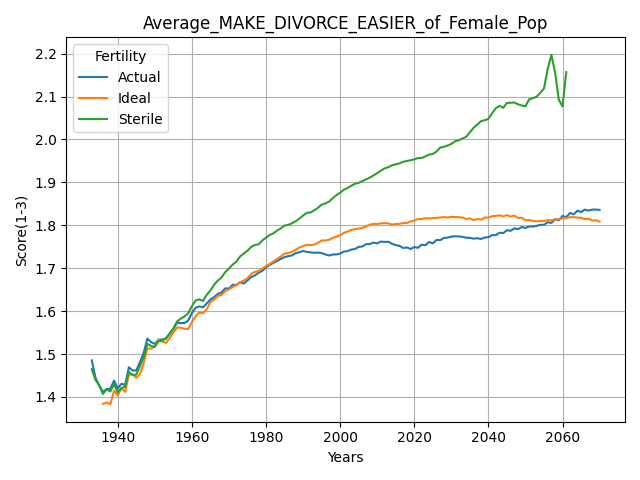 Average_MAKE_DIVORCE_EASIER_of_Female_Pop
Fertility
Actual
Ideal
Sterile
Score(1-3)
2.2
2.1
2.0
1.9
1.8
1.7
1.6
1.5
1.4
1940 1960 1980 2000 2020 2040 2060
Years